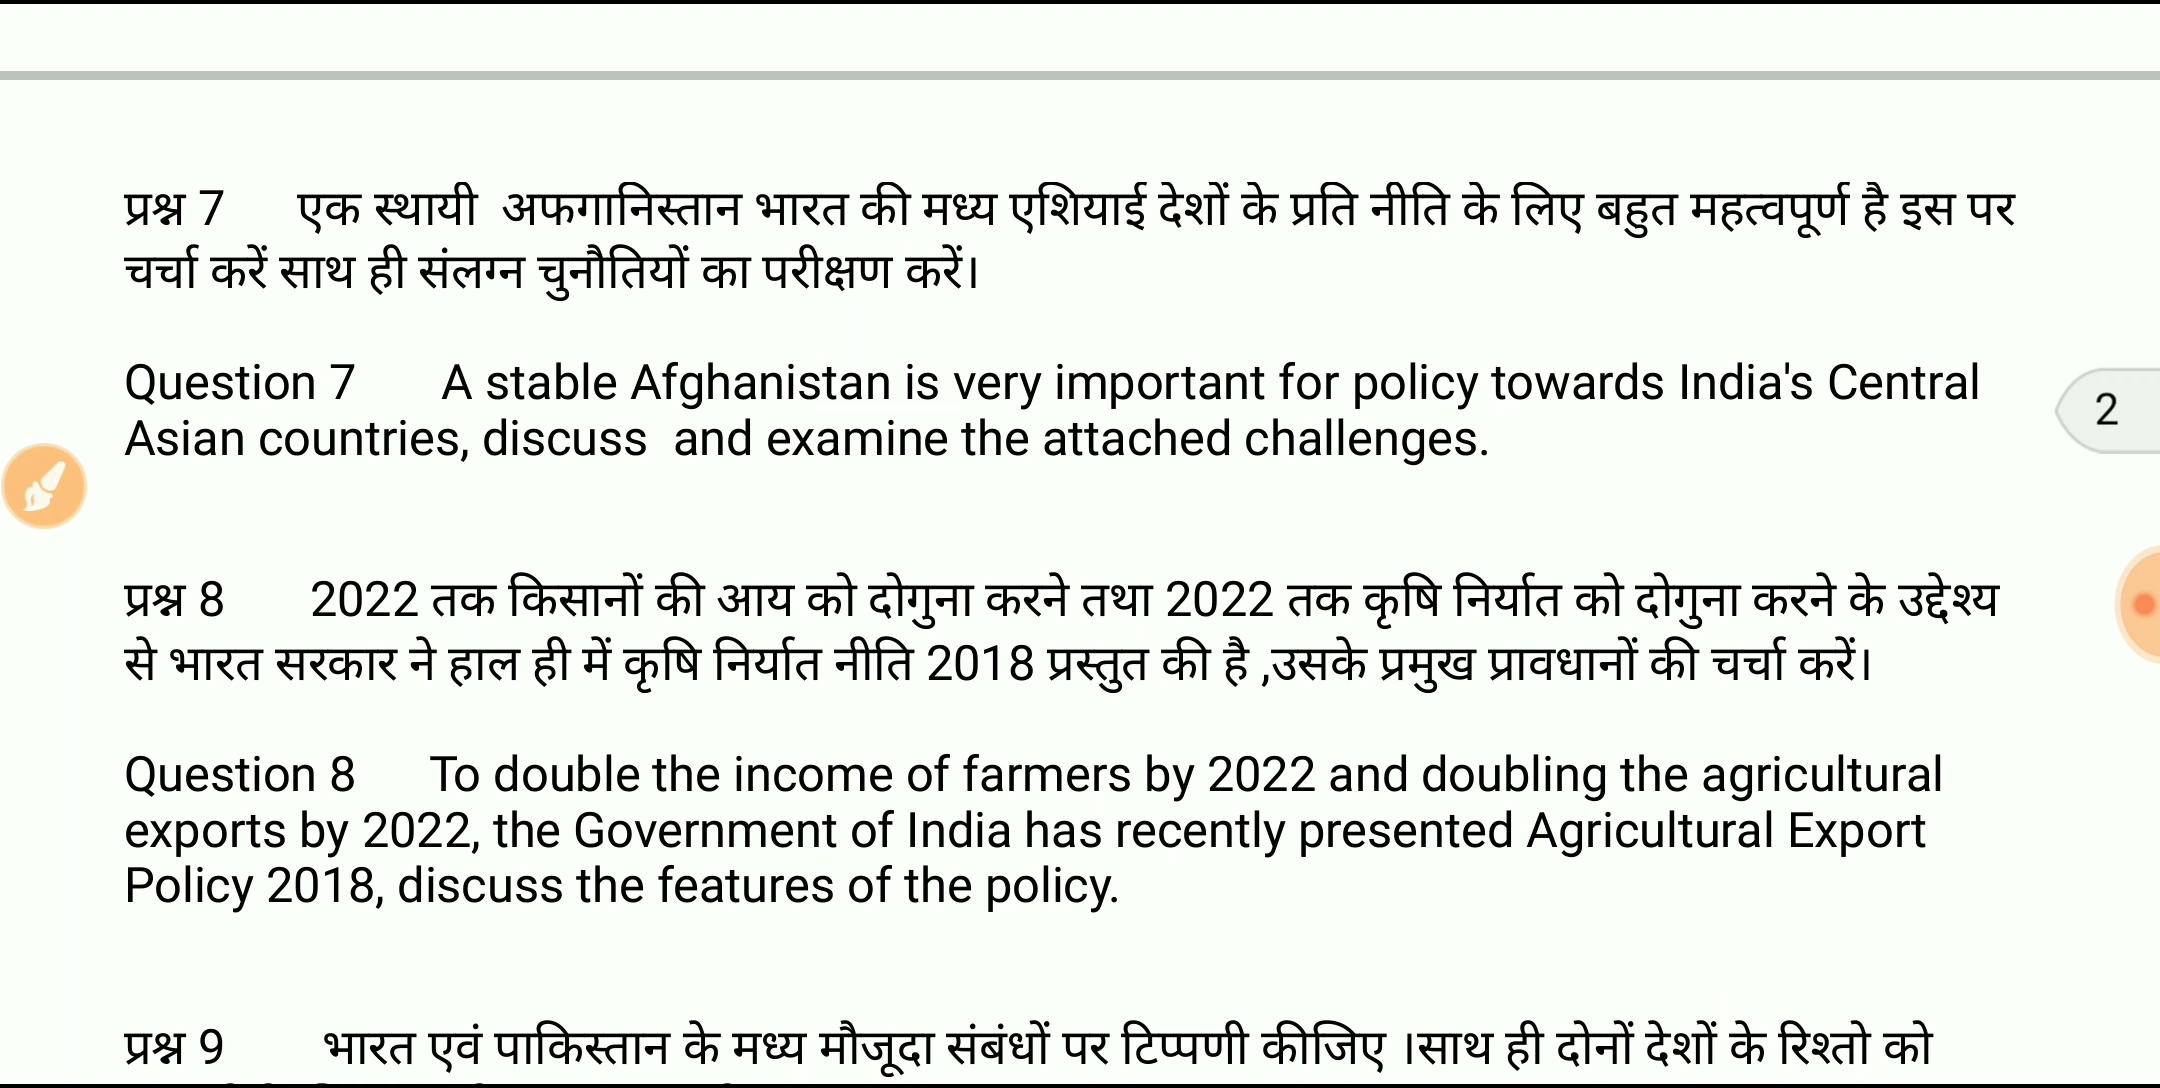 प्रश्न 7 एक स्थायी अफगानिस्तान भारत की मध्य एशियाई देशों के प्रति नीति के लिए बहुत महत्वपूर्ण है इस पर
चर्चा करें साथ ही संलग्न चुनौतियों का परीक्षण करें।
Question 7 A stable Afghanistan is very important for policy towards India's Central
Asian countries, discuss and examine the attached challenges.
2
प्रश्न 8 2022 तक किसानों की आय को दोगुना करने तथा 2022 तक कृषि निर्यात को दोगुना करने के उद्देश्य
से भारत सरकार ने हाल ही में कृषि निर्यात नीति 2018 प्रस्तुत की है ,उसके प्रमुख प्रावधानों की चर्चा करें।
Question 8 To double the income of farmers by 2022 and doubling the agricultural
exports by 2022, the Government of India has recently presented Agricultural Export
Policy 2018, discuss the features of the policy.
प्रश्न 9 भारत एवं पाकिस्तान के मध्य मौजूदा संबंधों पर टिप्पणी कीजिए ।साथ ही दोनों देशों के रिश्तो को